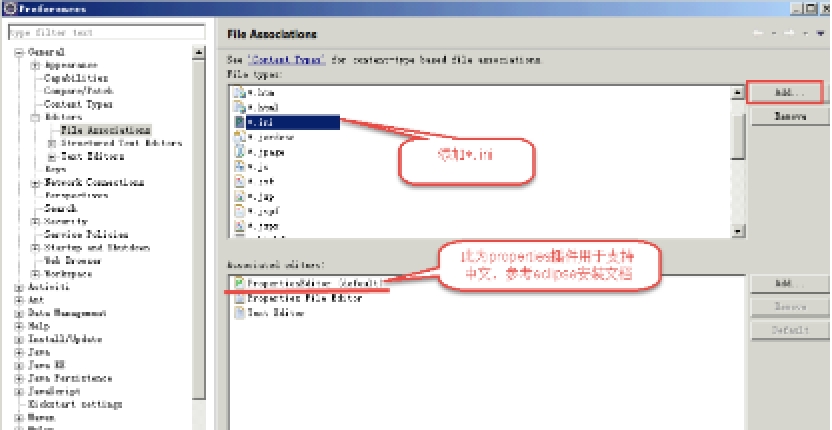 Preferences
type filter text
General
Appearance
Capabilities
Compare/Patch
Content Types
Editors
File Associations
Structured Text Editors
Text Editors
Keys
Network Connections
Perspectives
Search
Security
Service Policies
Startup and Shutdown
Web Browser
Workspace
Activiti
Ant
Data Management
Help
Install/Update
Java
Java EE
Java Persistence
JavaScript
Kickstart settings
Maven
Mylyn
File Associations
See 'Content Types' for content-type based file associations.
File types:
*.htm
*.html
*.ini
*.jpage
*.js
*.jsp
*.jspf
Add...
Remove
添加*.ini
此为properties插件用于支持
中文，参考eclipse安装文档
Associated editors:
PropertiesEditor (default)
Properties File Editor
Text Editor
Add...
Remove
Default